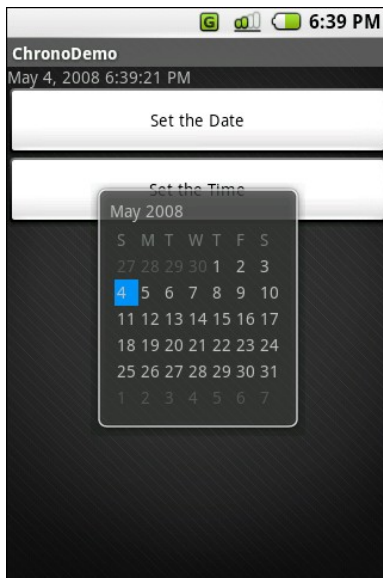 G 6:39 PM
ChronoDemo
May 4, 2008 6:39:21 PM
Set the Date
Set the Time
May 2008
S M T W T F S
27 28 29 30 1 2 3
4 5 6 7 8 9 10
11 12 13 14 15 16 17
18 19 20 21 22 23 24
25 26 27 28 29 30 31
1 2 3 4 5 6 7